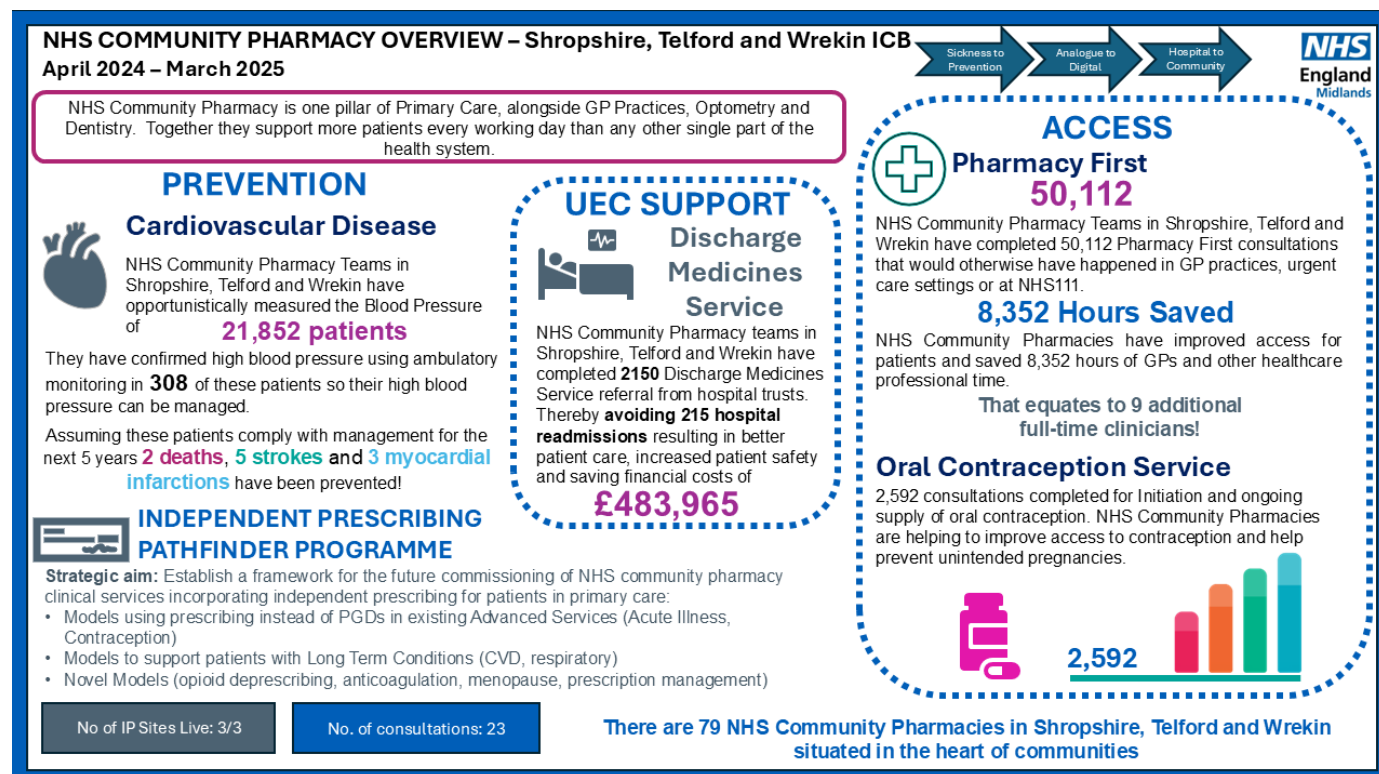 NHS COMMUNITY PHARMACY OVERVIEW – Shropshire, Telford and Wrekin ICB
April 2024 – March 2025
Sickness to
Prevention
Analogue to
Digital
Hospital to
Community
NHS
England
Midlands
NHS Community Pharmacy is one pillar of Primary Care, alongside GP Practices, Optometry and
Dentistry. Together they support more patients every working day than any other single part of the
health system.
PREVENTION
Cardiovascular Disease
NHS Community Pharmacy Teams in
Shropshire, Telford and Wrekin have
opportunistically measured the Blood Pressure
of 21,852 patients
They have confirmed high blood pressure using ambulatory
monitoring in 308 of these patients so their high blood
pressure can be managed.
Assuming these patients comply with management for the
next 5 years 2 deaths, 5 strokes and 3 myocardial
infarctions have been prevented!
UEC SUPPORT
Discharge
Medicines
Service
NHS Community Pharmacy teams in
Shropshire, Telford and Wrekin have
completed 2150 Discharge Medicines
Service referral from hospital trusts.
Thereby avoiding 215 hospital
readmissions resulting in better
patient care, increased patient safety
and saving financial costs of
£483,965
ACCESS
Pharmacy First
50,112
NHS Community Pharmacy Teams in Shropshire, Telford and
Wrekin have completed 50,112 Pharmacy First consultations
that would otherwise have happened in GP practices, urgent
care settings or at NHS111.
8,352 Hours Saved
NHS Community Pharmacies have improved access for
patients and saved 8,352 hours of GPs and other healthcare
professional time.
That equates to 9 additional
full-time clinicians!
Oral Contraception Service
2,592 consultations completed for Initiation and ongoing
supply of oral contraception. NHS Community Pharmacies
are helping to improve access to contraception and help
prevent unintended pregnancies.
2,592
INDEPENDENT PRESCRIBING
PATHFINDER PROGRAMME
Strategic aim: Establish a framework for the future commissioning of NHS community pharmacy
clinical services incorporating independent prescribing for patients in primary care:
• Models using prescribing instead of PGDs in existing Advanced Services (Acute Illness,
Contraception)
• Models to support patients with Long Term Conditions (CVD, respiratory)
• Novel Models (opioid deprescribing, anticoagulation, menopause, prescription management)
No of IP Sites Live: 3/3
No. of consultations: 23
There are 79 NHS Community Pharmacies in Shropshire, Telford and Wrekin
situated in the heart of communities